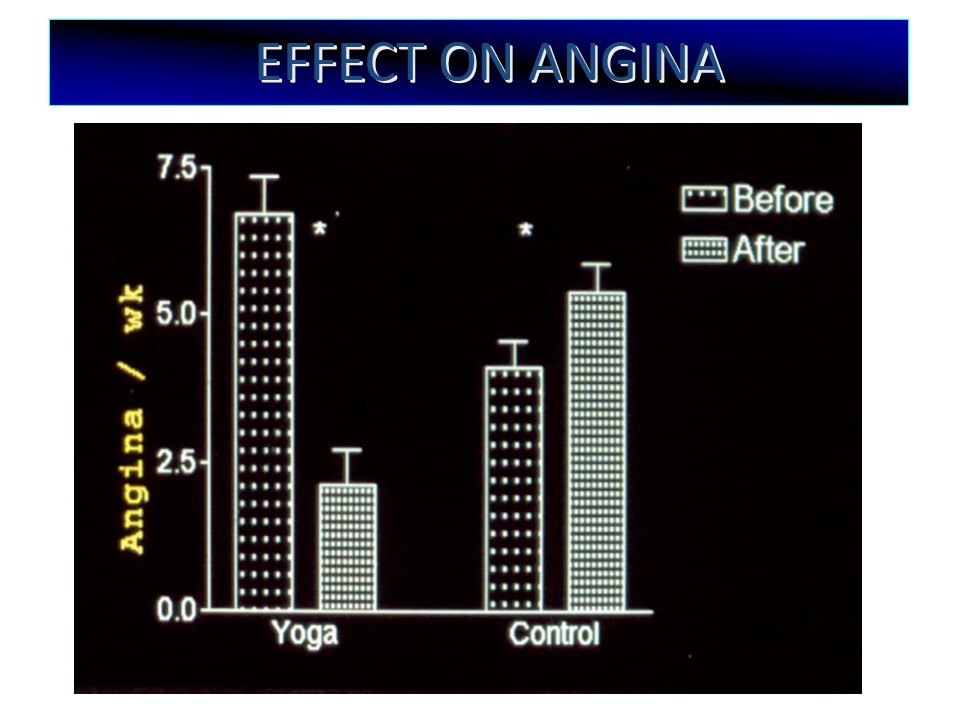 EFFECT ON ANGINA
7.5
5.0
2.5
0.0
Angina / wk
*
*
Before
After
Yoga
Control